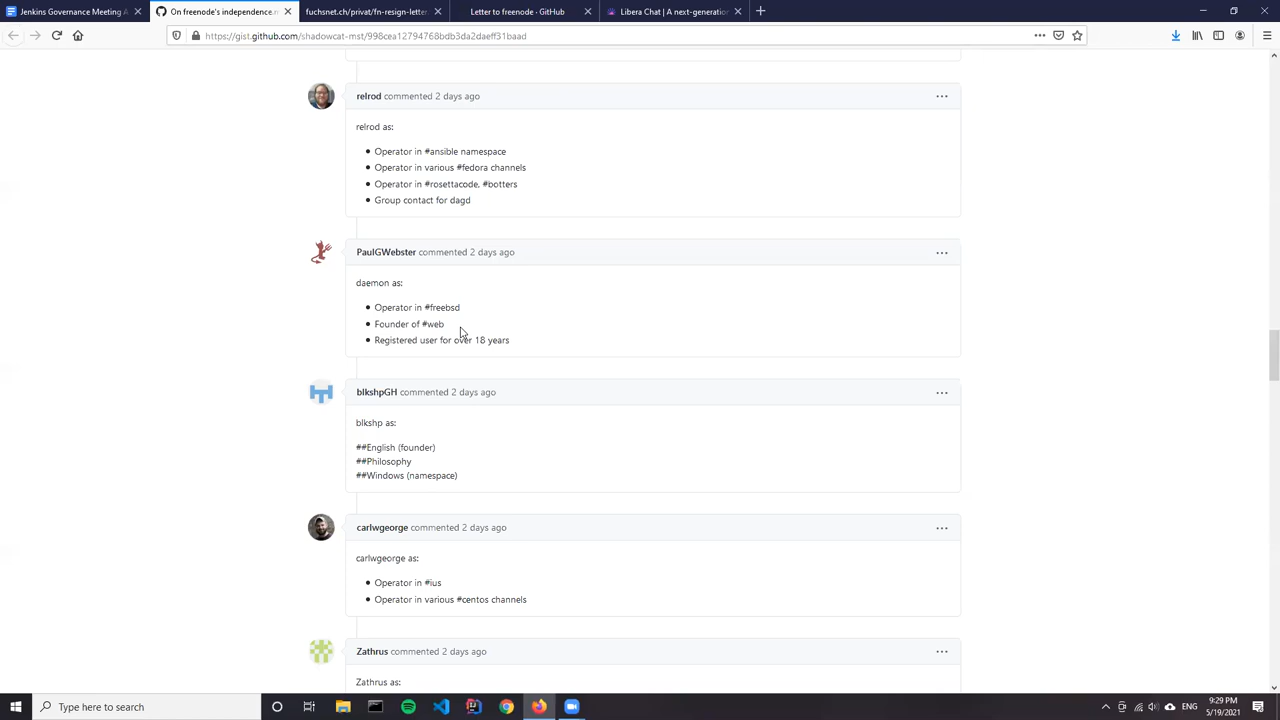 Jenkins Governance Meeting A
On freenode's independence.m
fuchsnet.ch/privat/fn-resign-letter-
Letter to freenode · GitHub
Libera Chat | A next-generation
https://gist.github.com/shadowcat-mst/998cea12794768bdb3da2daeff31baad
relrod commented 2 days ago
relrod as:
Operator in #ansible namespace
Operator in various #fedora channels
Operator in #rosettacode, #botters
Group contact for dagd
PaulGWebster commented 2 days ago
daemon as:
Operator in #freebsd
Founder of #web
Registered user for over 18 years
blkshpGH commented 2 days ago
blkshp as:
##English (founder)
##Philosophy
##Windows (namespace)
carlwgeorge commented 2 days ago
carlwgeorge as:
Operator in #ius
Operator in various #centos channels
Zathrus commented 2 days ago
Zathrus as:
Type here to search
ENG
9:29 PM
5/19/2021